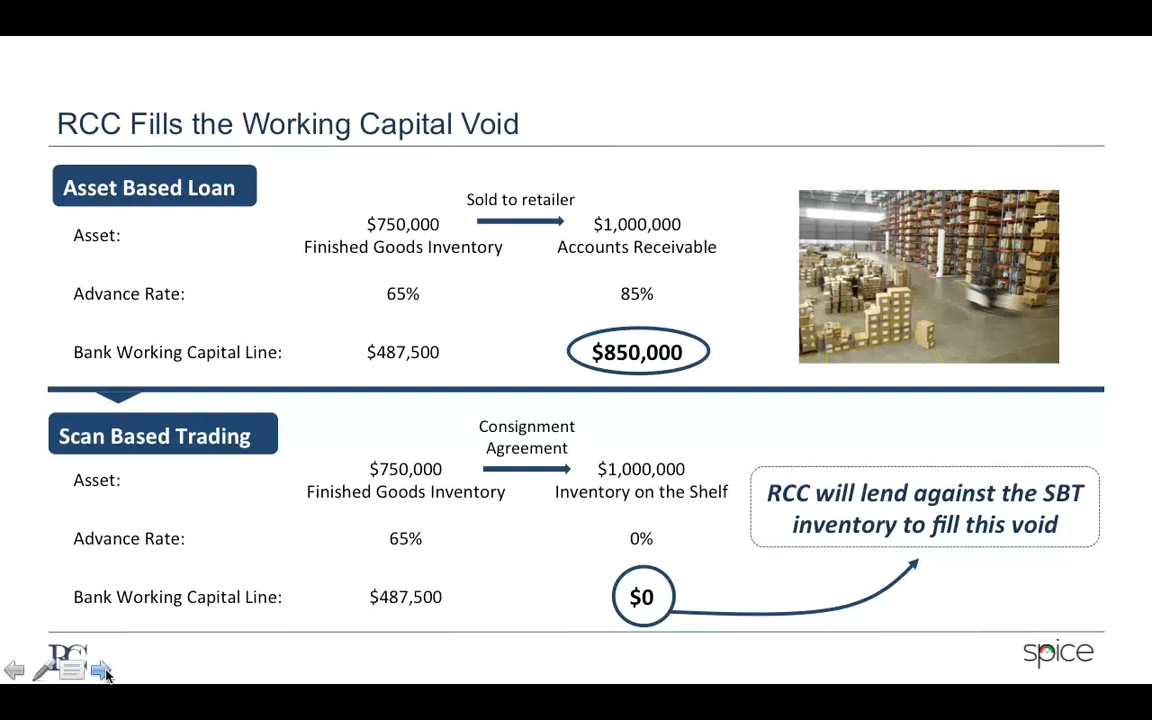 RCC Fills the Working Capital Void
Asset Based Loan
Sold to retailer
Asset:
$750,000
$1,000,000
Finished Goods Inventory
Accounts Receivable
Advance Rate:
65%
85%
Bank Working Capital Line:
$487,500
$850,000
Scan Based Trading
Consignment
Agreement
Asset:
$750,000
$1,000,000
Finished Goods Inventory
Inventory on the Shelf
RCC will lend against the SBT
inventory to fill this void
Advance Rate:
65%
0%
Bank Working Capital Line:
$487,500
$0
spice